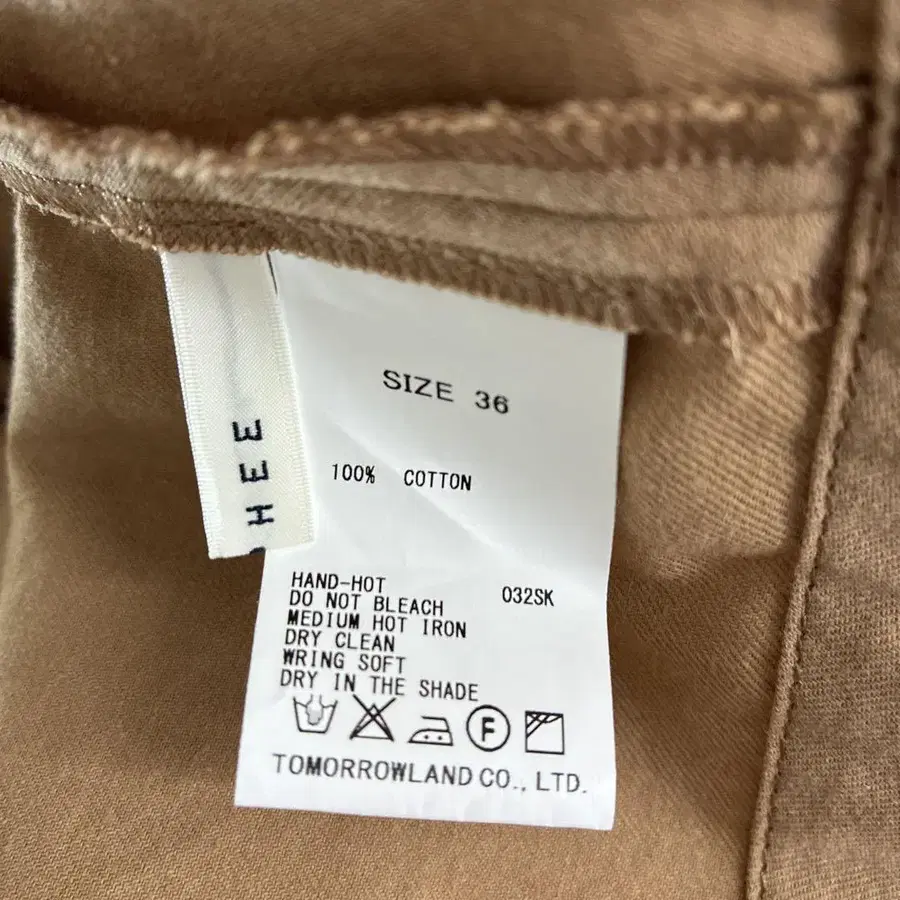 SIZE 36
100% COTTON
HEE
HAND-HOT
DO NOT BLEACH
MEDIUM HOT IRON
DRY CLEAN
WRING SOFT
DRY IN THE SHADE
032SK
F
TOMORROWLAND CO., LTD.